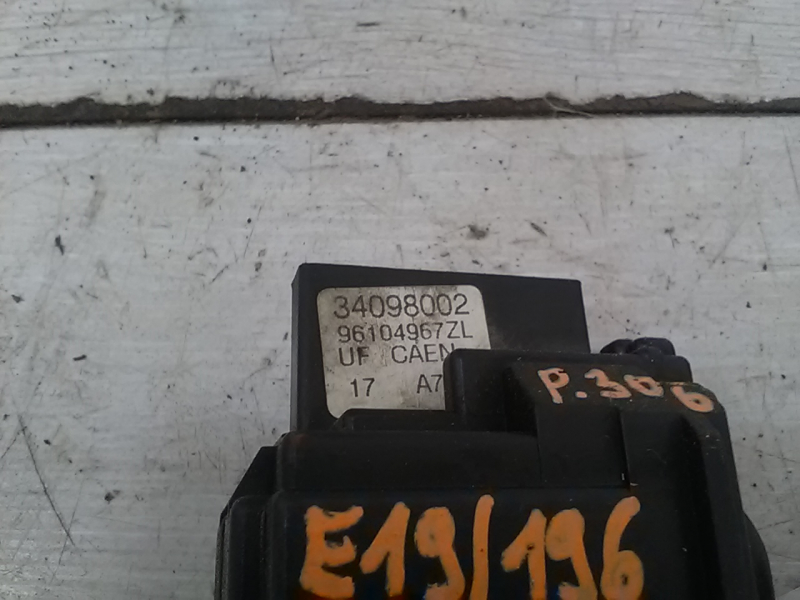 34098002
96104967ZL
UF CAEN
17 A7
P.306
E19/196